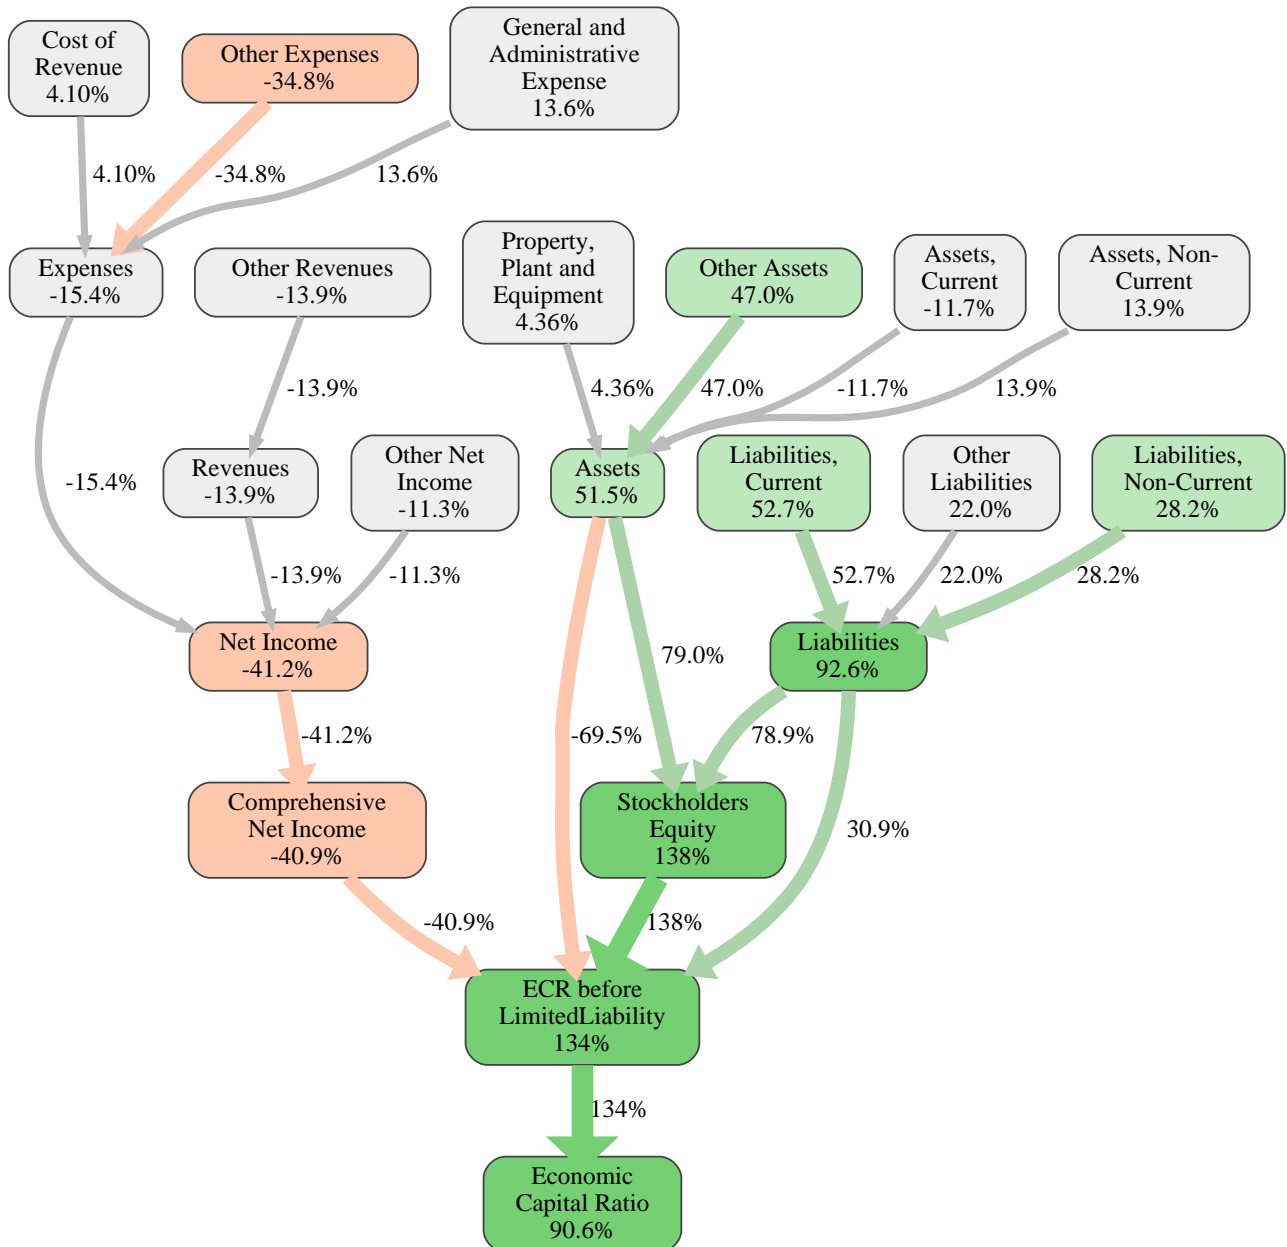 Cost of
Revenue
4.10%
Other Expenses
-34.8%
General and
Administrative
Expense
13.6%
4.10%
-34.8%
13.6%
Expenses
-15.4%
Other Revenues
-13.9%
Property,
Plant and
Equipment
4.36%
Other Assets
47.0%
Assets,
Current
-11.7%
Assets, Non-
Current
13.9%
-13.9%
4.36%
47.0%
-11.7%
13.9%
-15.4%
Revenues
-13.9%
Other Net
Income
-11.3%
Assets
51.5%
Liabilities,
Current
52.7%
Other
Liabilities
22.0%
Liabilities,
Non-Current
28.2%
-13.9%
-11.3%
52.7%
22.0%
28.2%
Net Income
-41.2%
79.0%
Liabilities
92.6%
-41.2%
-69.5%
78.9%
Comprehensive
Net Income
-40.9%
Stockholders
Equity
138%
30.9%
-40.9%
138%
ECR before
LimitedLiability
134%
134%
Economic
Capital Ratio
90.6%